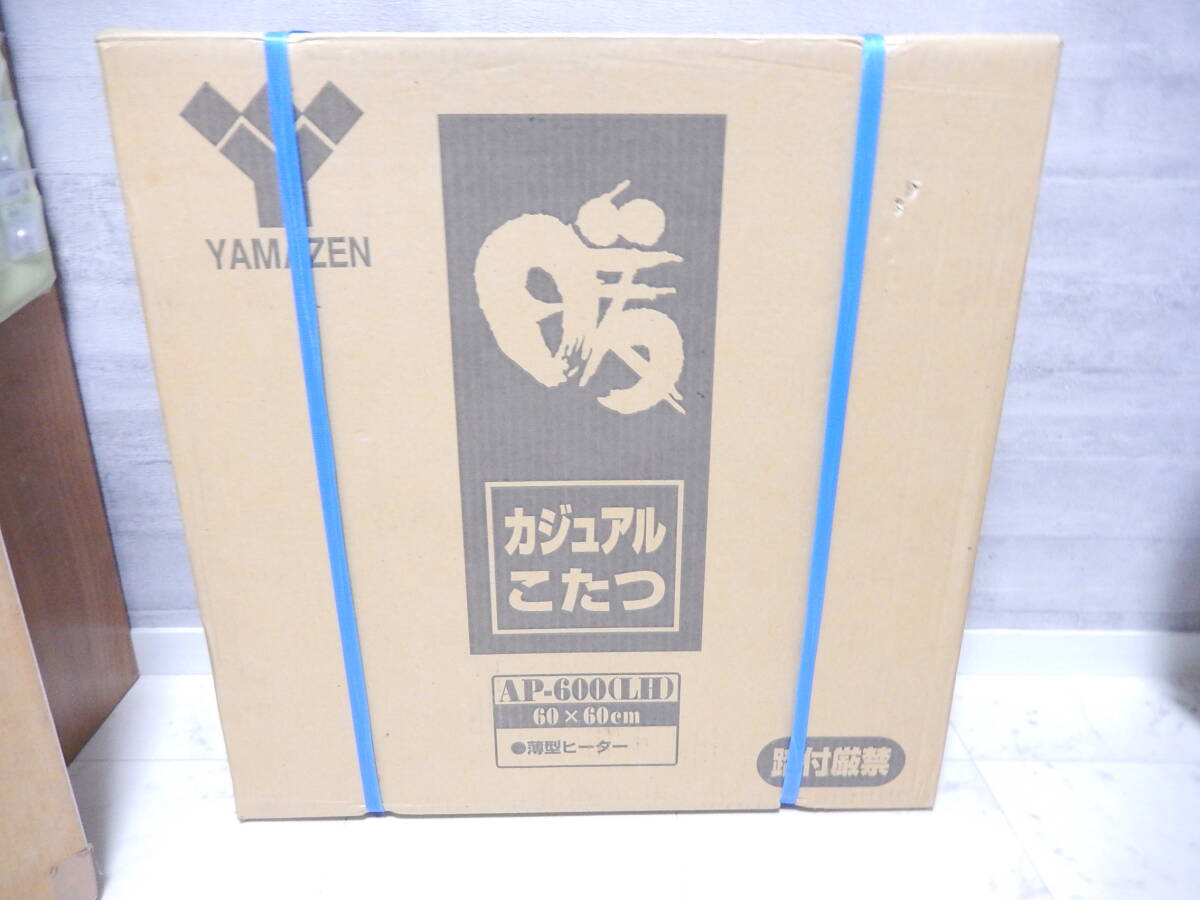 YAMAZEN
暖
カジュアル
こたつ
AP-600(LH)
60×60cm
●薄型ヒーター
踏付厳禁